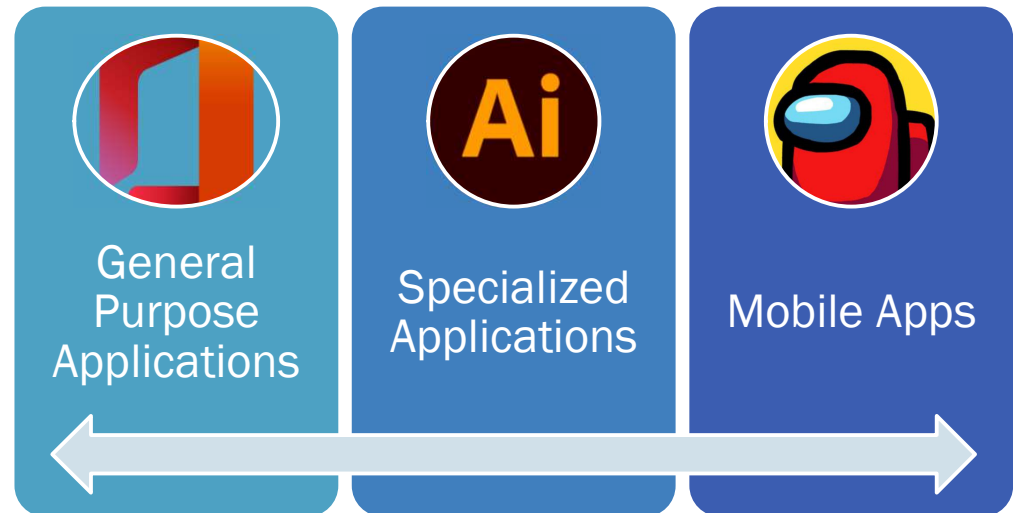 Ai
General
Purpose
Applications
Specialized
Applications
Mobile Apps